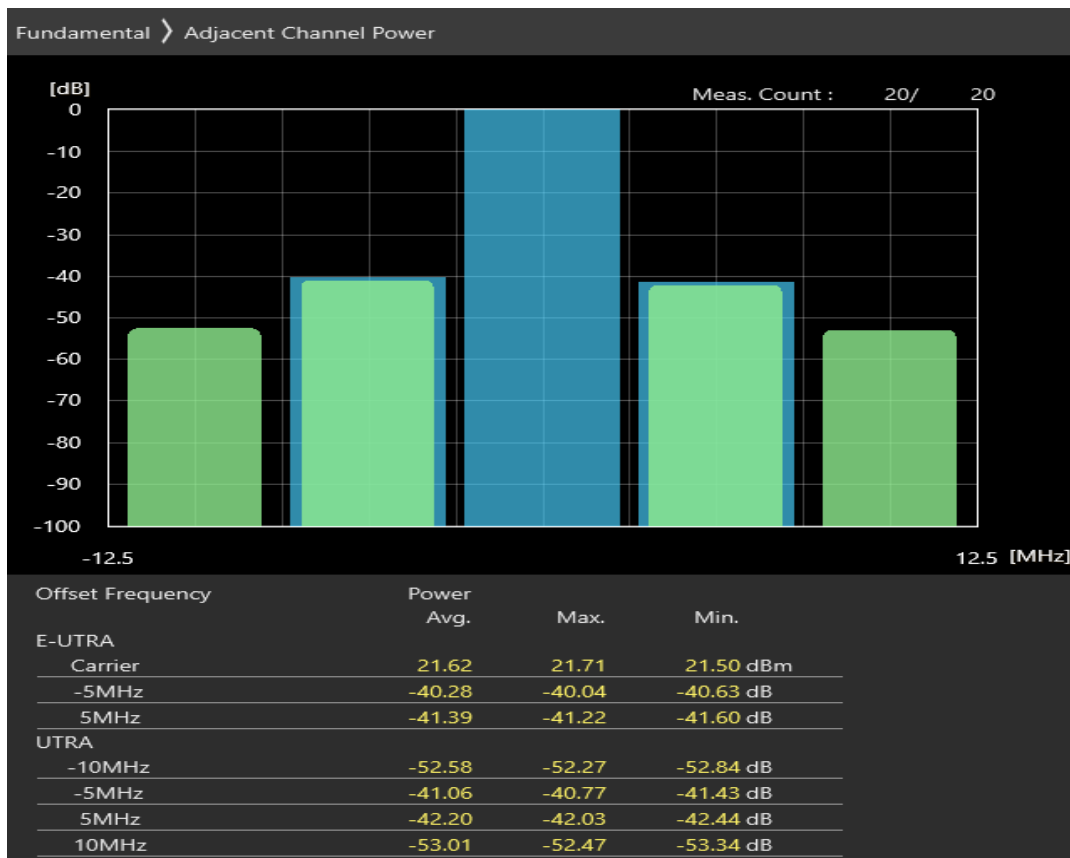 Fundamental 〉 Adjacent Channel Power
[dB]
Meas. Count : 20/ 20
0
-10
-20
-30
-40
-50
-60
-70
-80
-90
-100
-12.5 12.5 [MHz]
Offset Frequency Power
Avg. Max. Min.
E-UTRA
Carrier 21.62 21.71 21.50 dBm
-5MHz -40.28 -40.04 -40.63 dB
5MHz -41.39 -41.22 -41.60 dB
UTRA
-10MHz -52.58 -52.27 -52.84 dB
-5MHz -41.06 -40.77 -41.43 dB
5MHz -42.20 -42.03 -42.44 dB
10MHz -53.01 -52.47 -53.34 dB